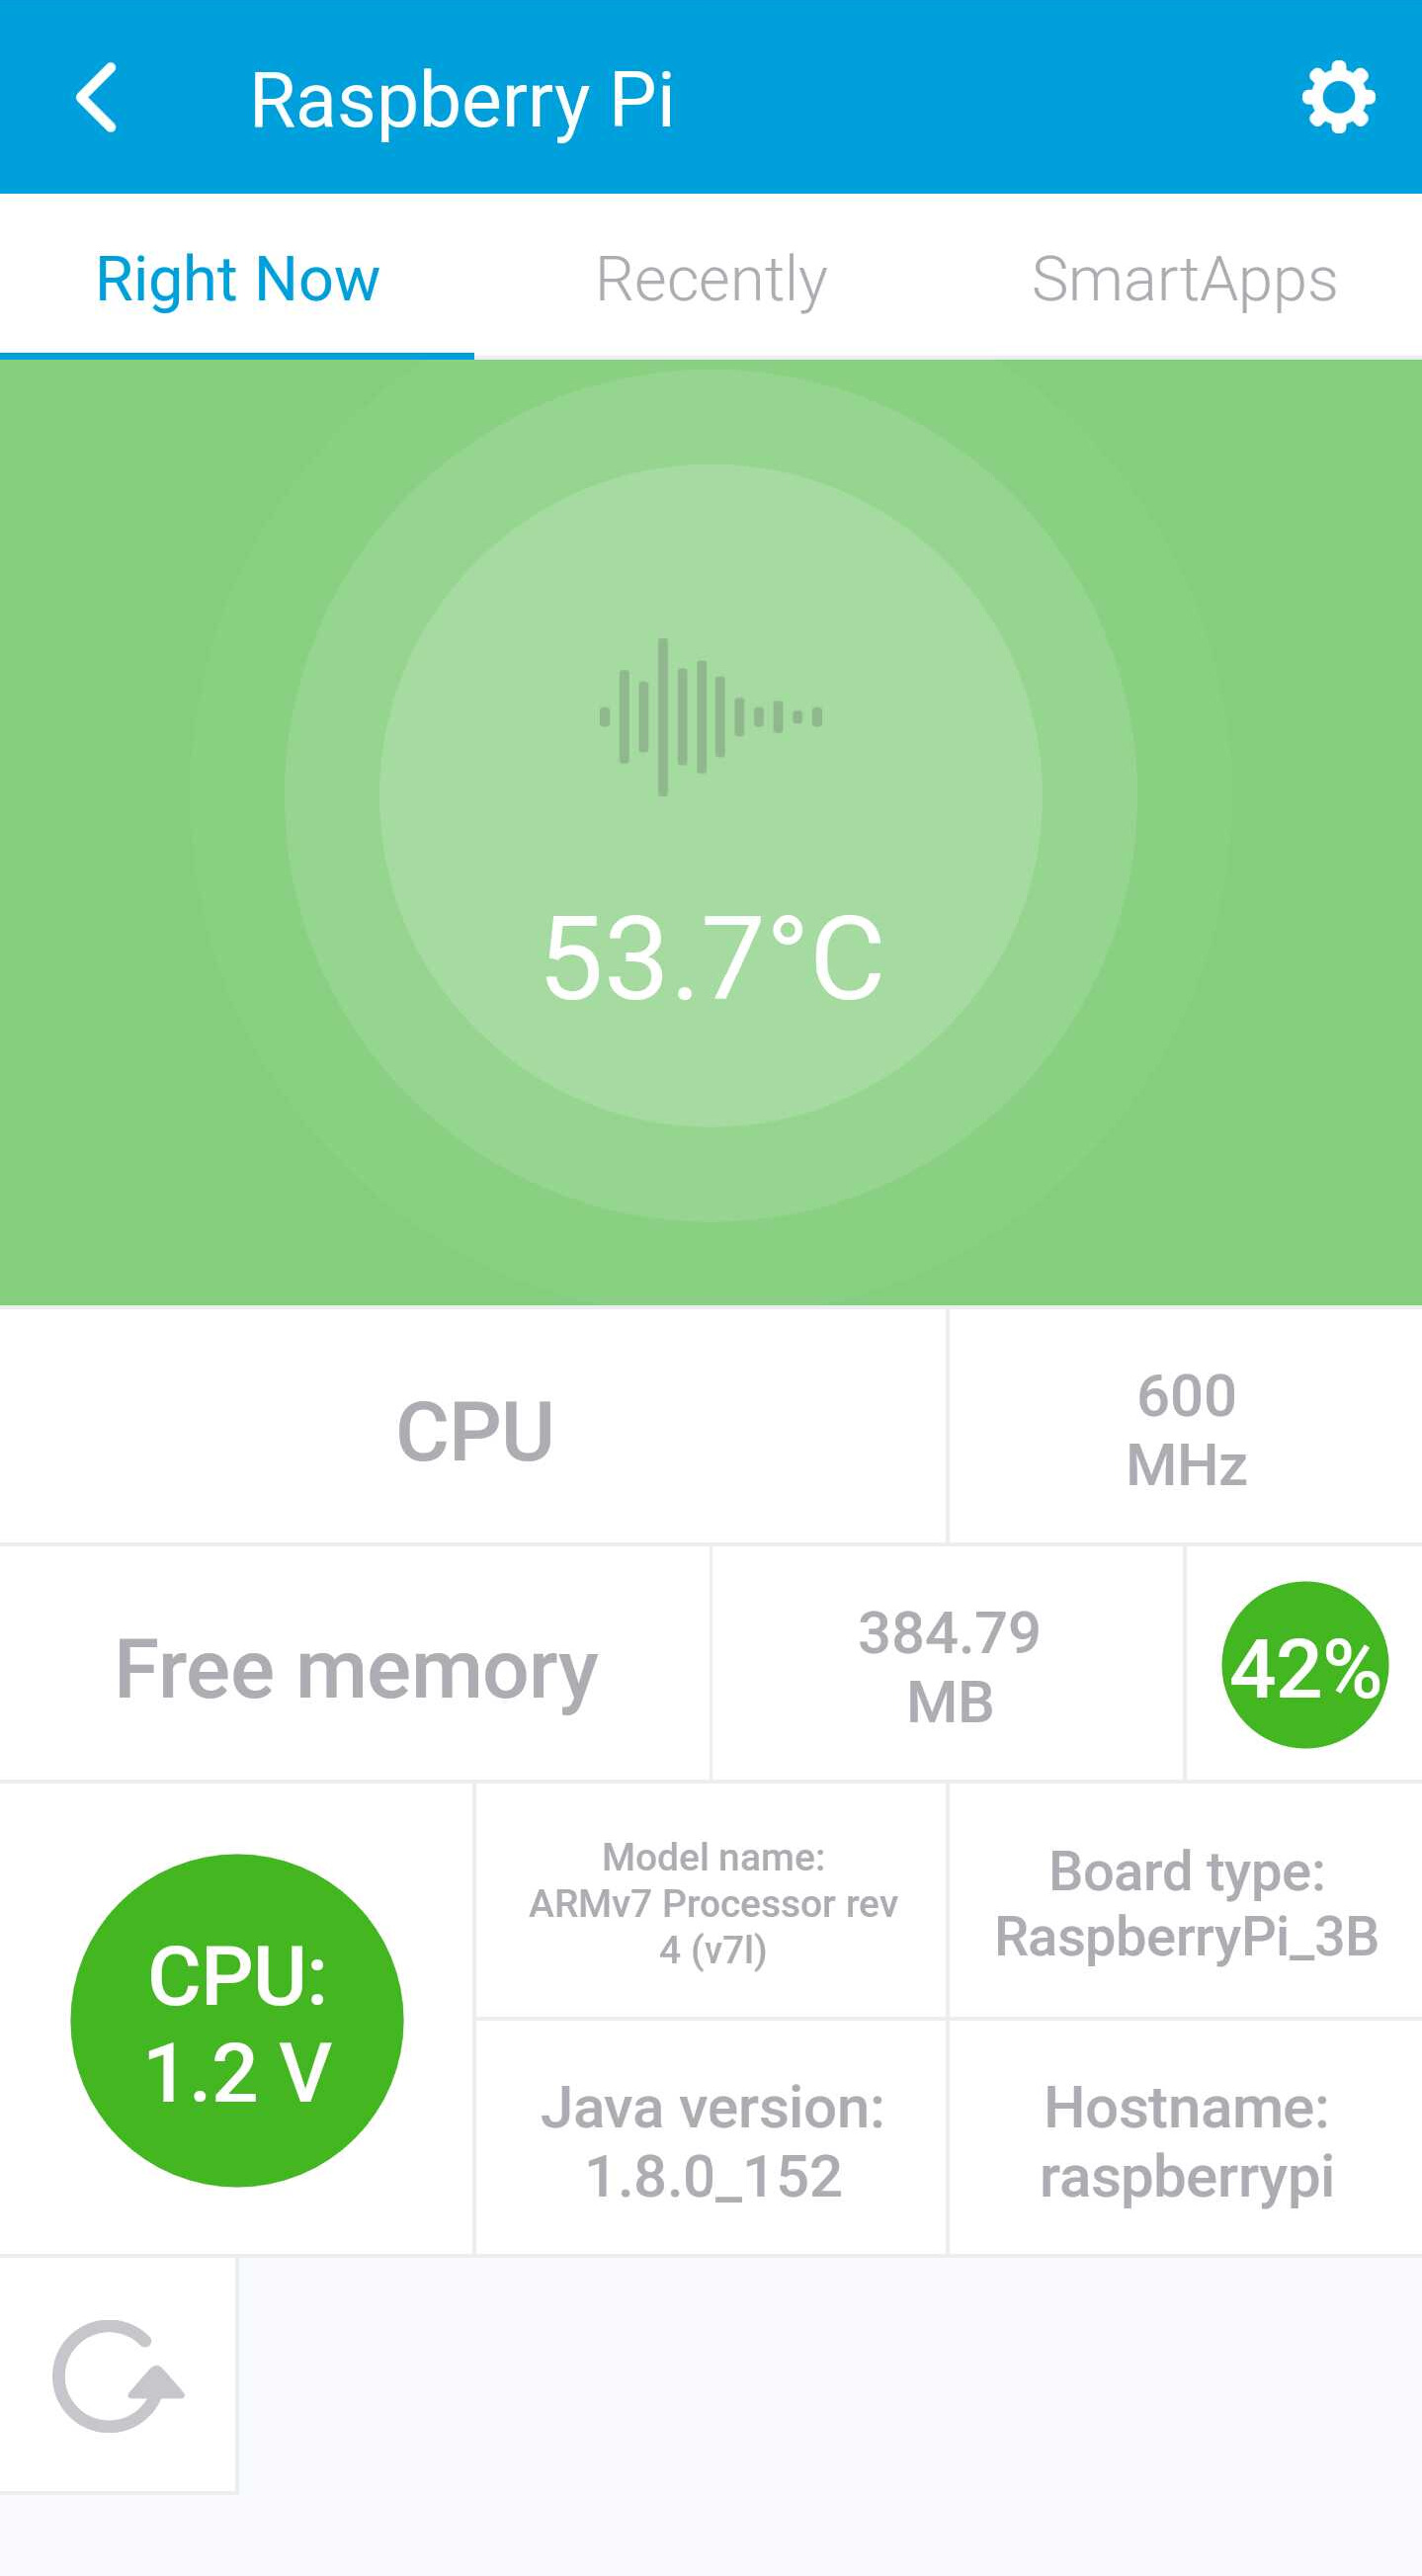 Raspberry Pi
Right Now
Recently
SmartApps
53.7°C
CPU
600
MHz
Free memory
384.79
MB
42%
CPU:
1.2 V
Model name:
ARMv7 Processor rev
4 (v7l)
Board type:
RaspberryPi_3B
Java version:
1.8.0_152
Hostname:
raspberrypi